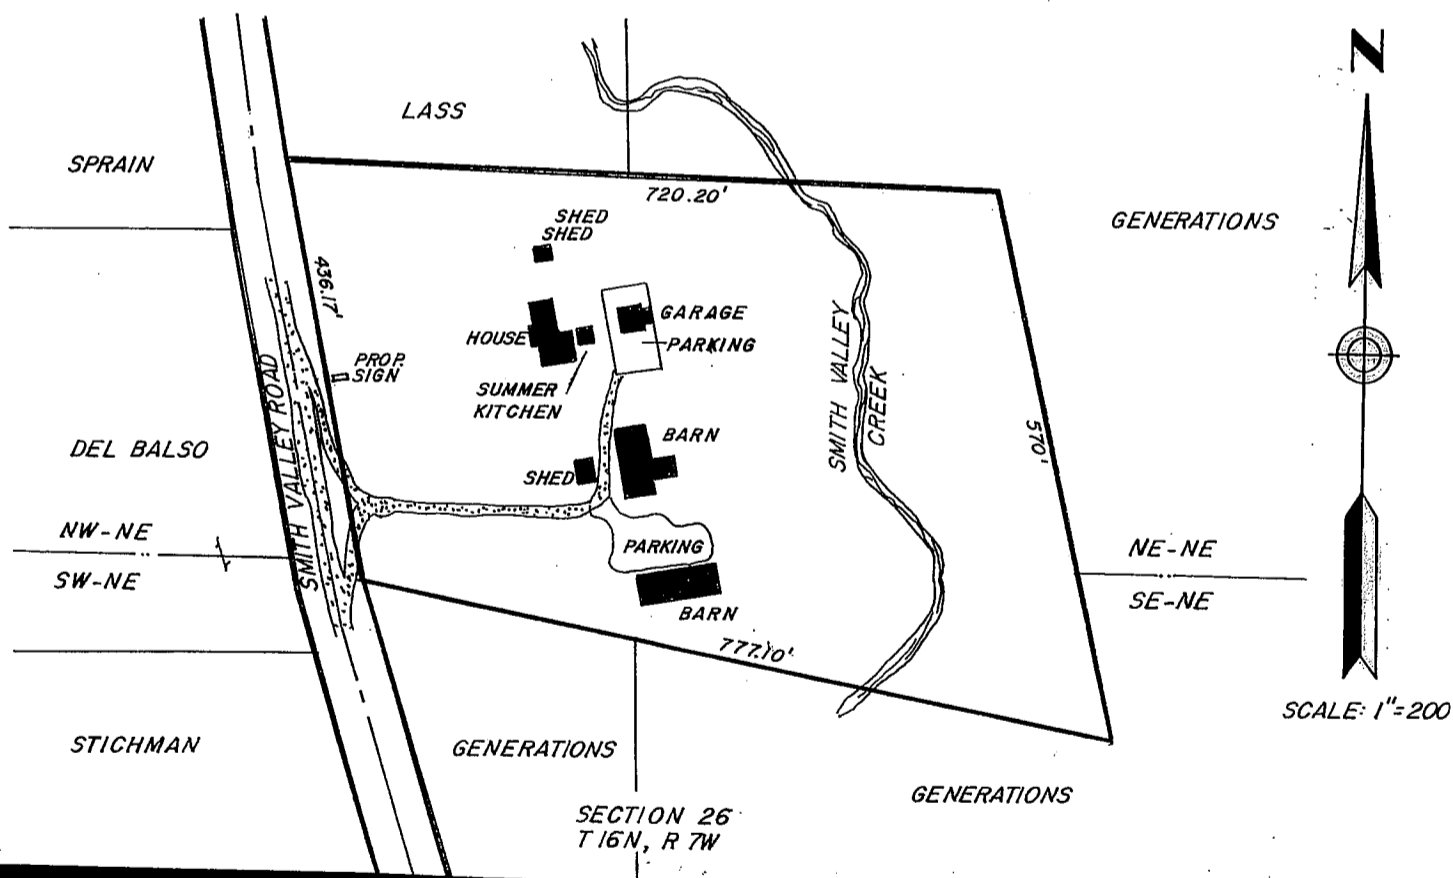 N
LASS
SPRAIN
720.20'
SHED
SHED
GENERATIONS
436.17'
GARAGE
HOUSE
PARKING
PROP.
SIGN
SUMMER
KITCHEN
SMITH VALLEY
CREEK
SMITH VALLEY ROAD
BARN
570'
DEL BALSO
SHED
NW-NE
SW-NE
PARKING
NE-NE
SE-NE
BARN
777.10'
SCALE: 1"=200
STICHMAN
GENERATIONS
GENERATIONS
SECTION 26
T 16N, R 7W